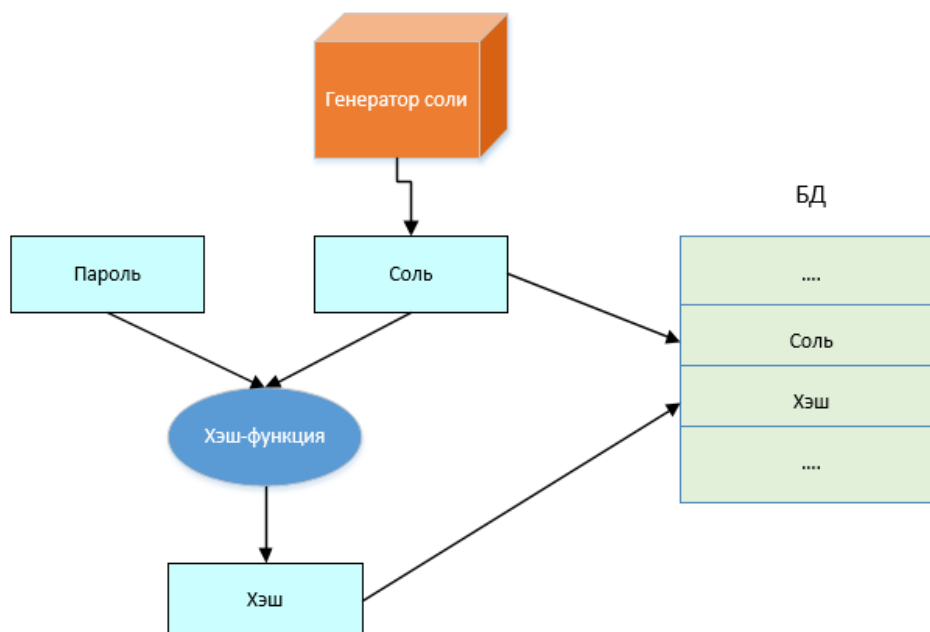 Генератор соли
БД
Пароль
Соль
....
Соль
Хэш
....
Хэш-функция
Хэш